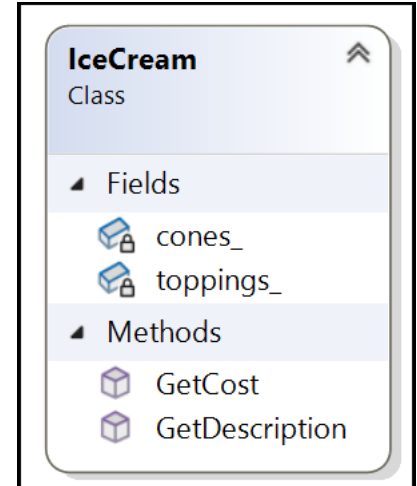 IceCream
Class
Fields
cones_
toppings_
Methods
GetCost
GetDescription